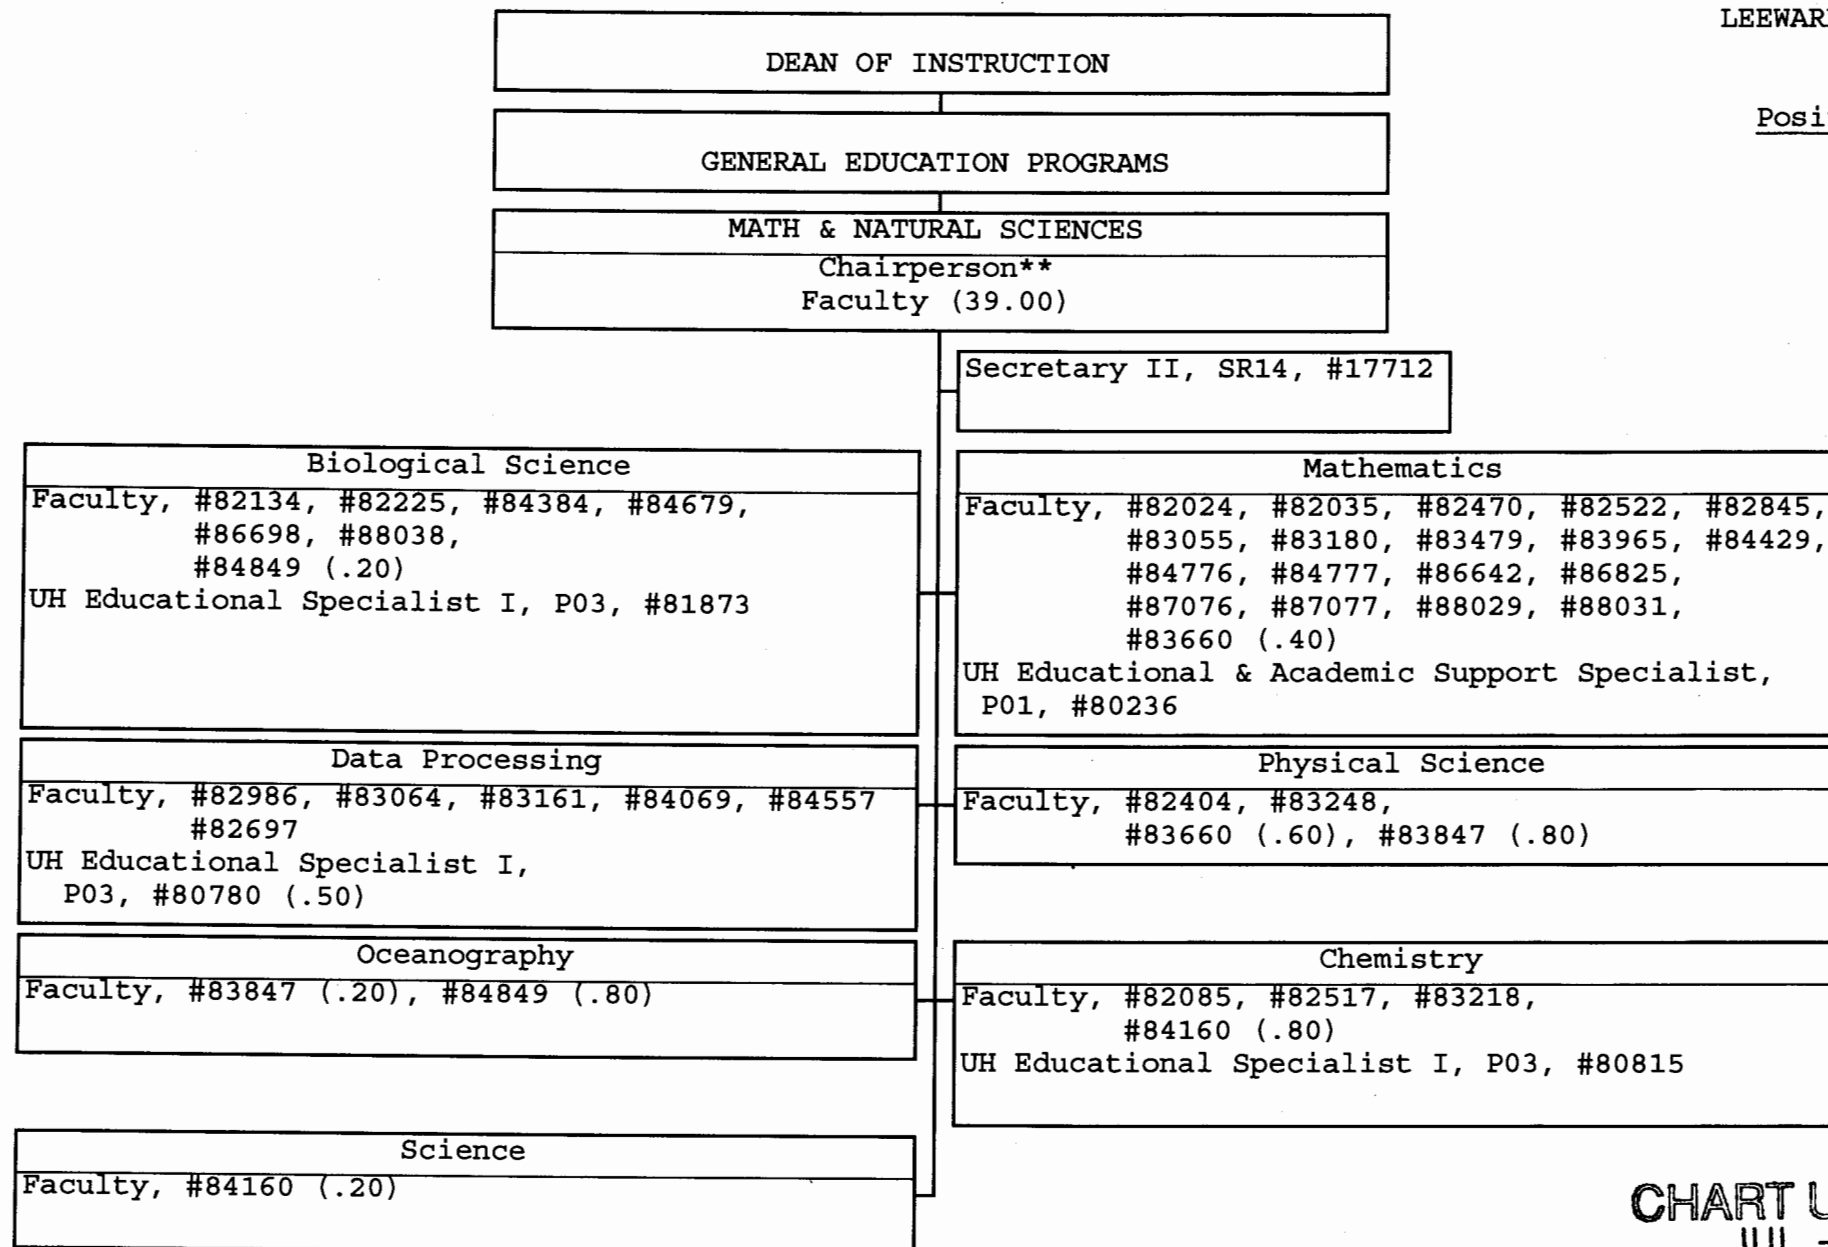 LEEWAR
DEAN OF INSTRUCTION
Posi
GENERAL EDUCATION PROGRAMS
MATH & NATURAL SCIENCES
Chairperson**
Faculty (39.00)
Secretary II, SR14, #17712
Biological Science
Faculty, #82134, #82225, #84384, #84679,
#86698, #88038,
#84849 (.20)
UH Educational Specialist I, P03, #81873
Mathematics
Faculty, #82024, #82035, #82470, #82522, #82845,
#83055, #83180, #83479, #83965, #84429,
#84776, #84777, #86642, #86825,
#87076, #87077, #88029, #88031,
#83660 (.40)
UH Educational & Academic Support Specialist,
P01, #80236
Data Processing
Faculty, #82986, #83064, #83161, #84069, #84557
#82697
UH Educational Specialist I,
P03, #80780 (.50)
Physical Science
Faculty, #82404, #83248,
#83660 (.60), #83847 (.80)
Oceanography
Faculty, #83847 (.20), #84849 (.80)
Chemistry
Faculty, #82085, #82517, #83218,
#84160 (.80)
UH Educational Specialist I, P03, #80815
Science
Faculty, #84160 (.20)
CHART U